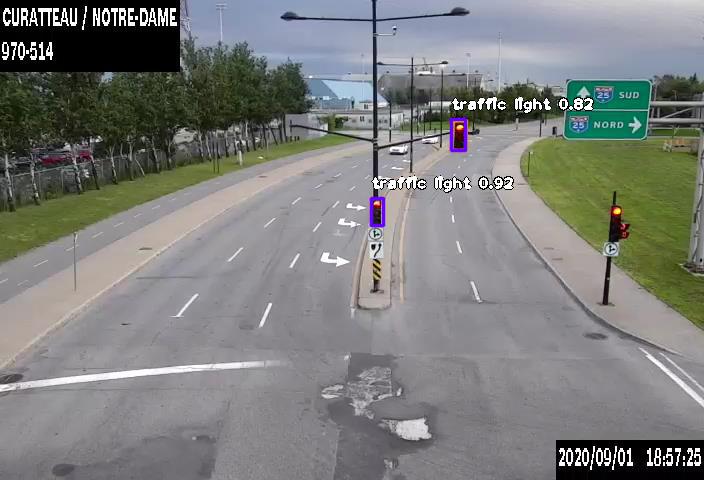 CURATTEAU / NOTRE-DAME
970-514
traffic light 0.82
25 SUD
25 NORD
traffic light 0.92
2020/09/01 18:57:25